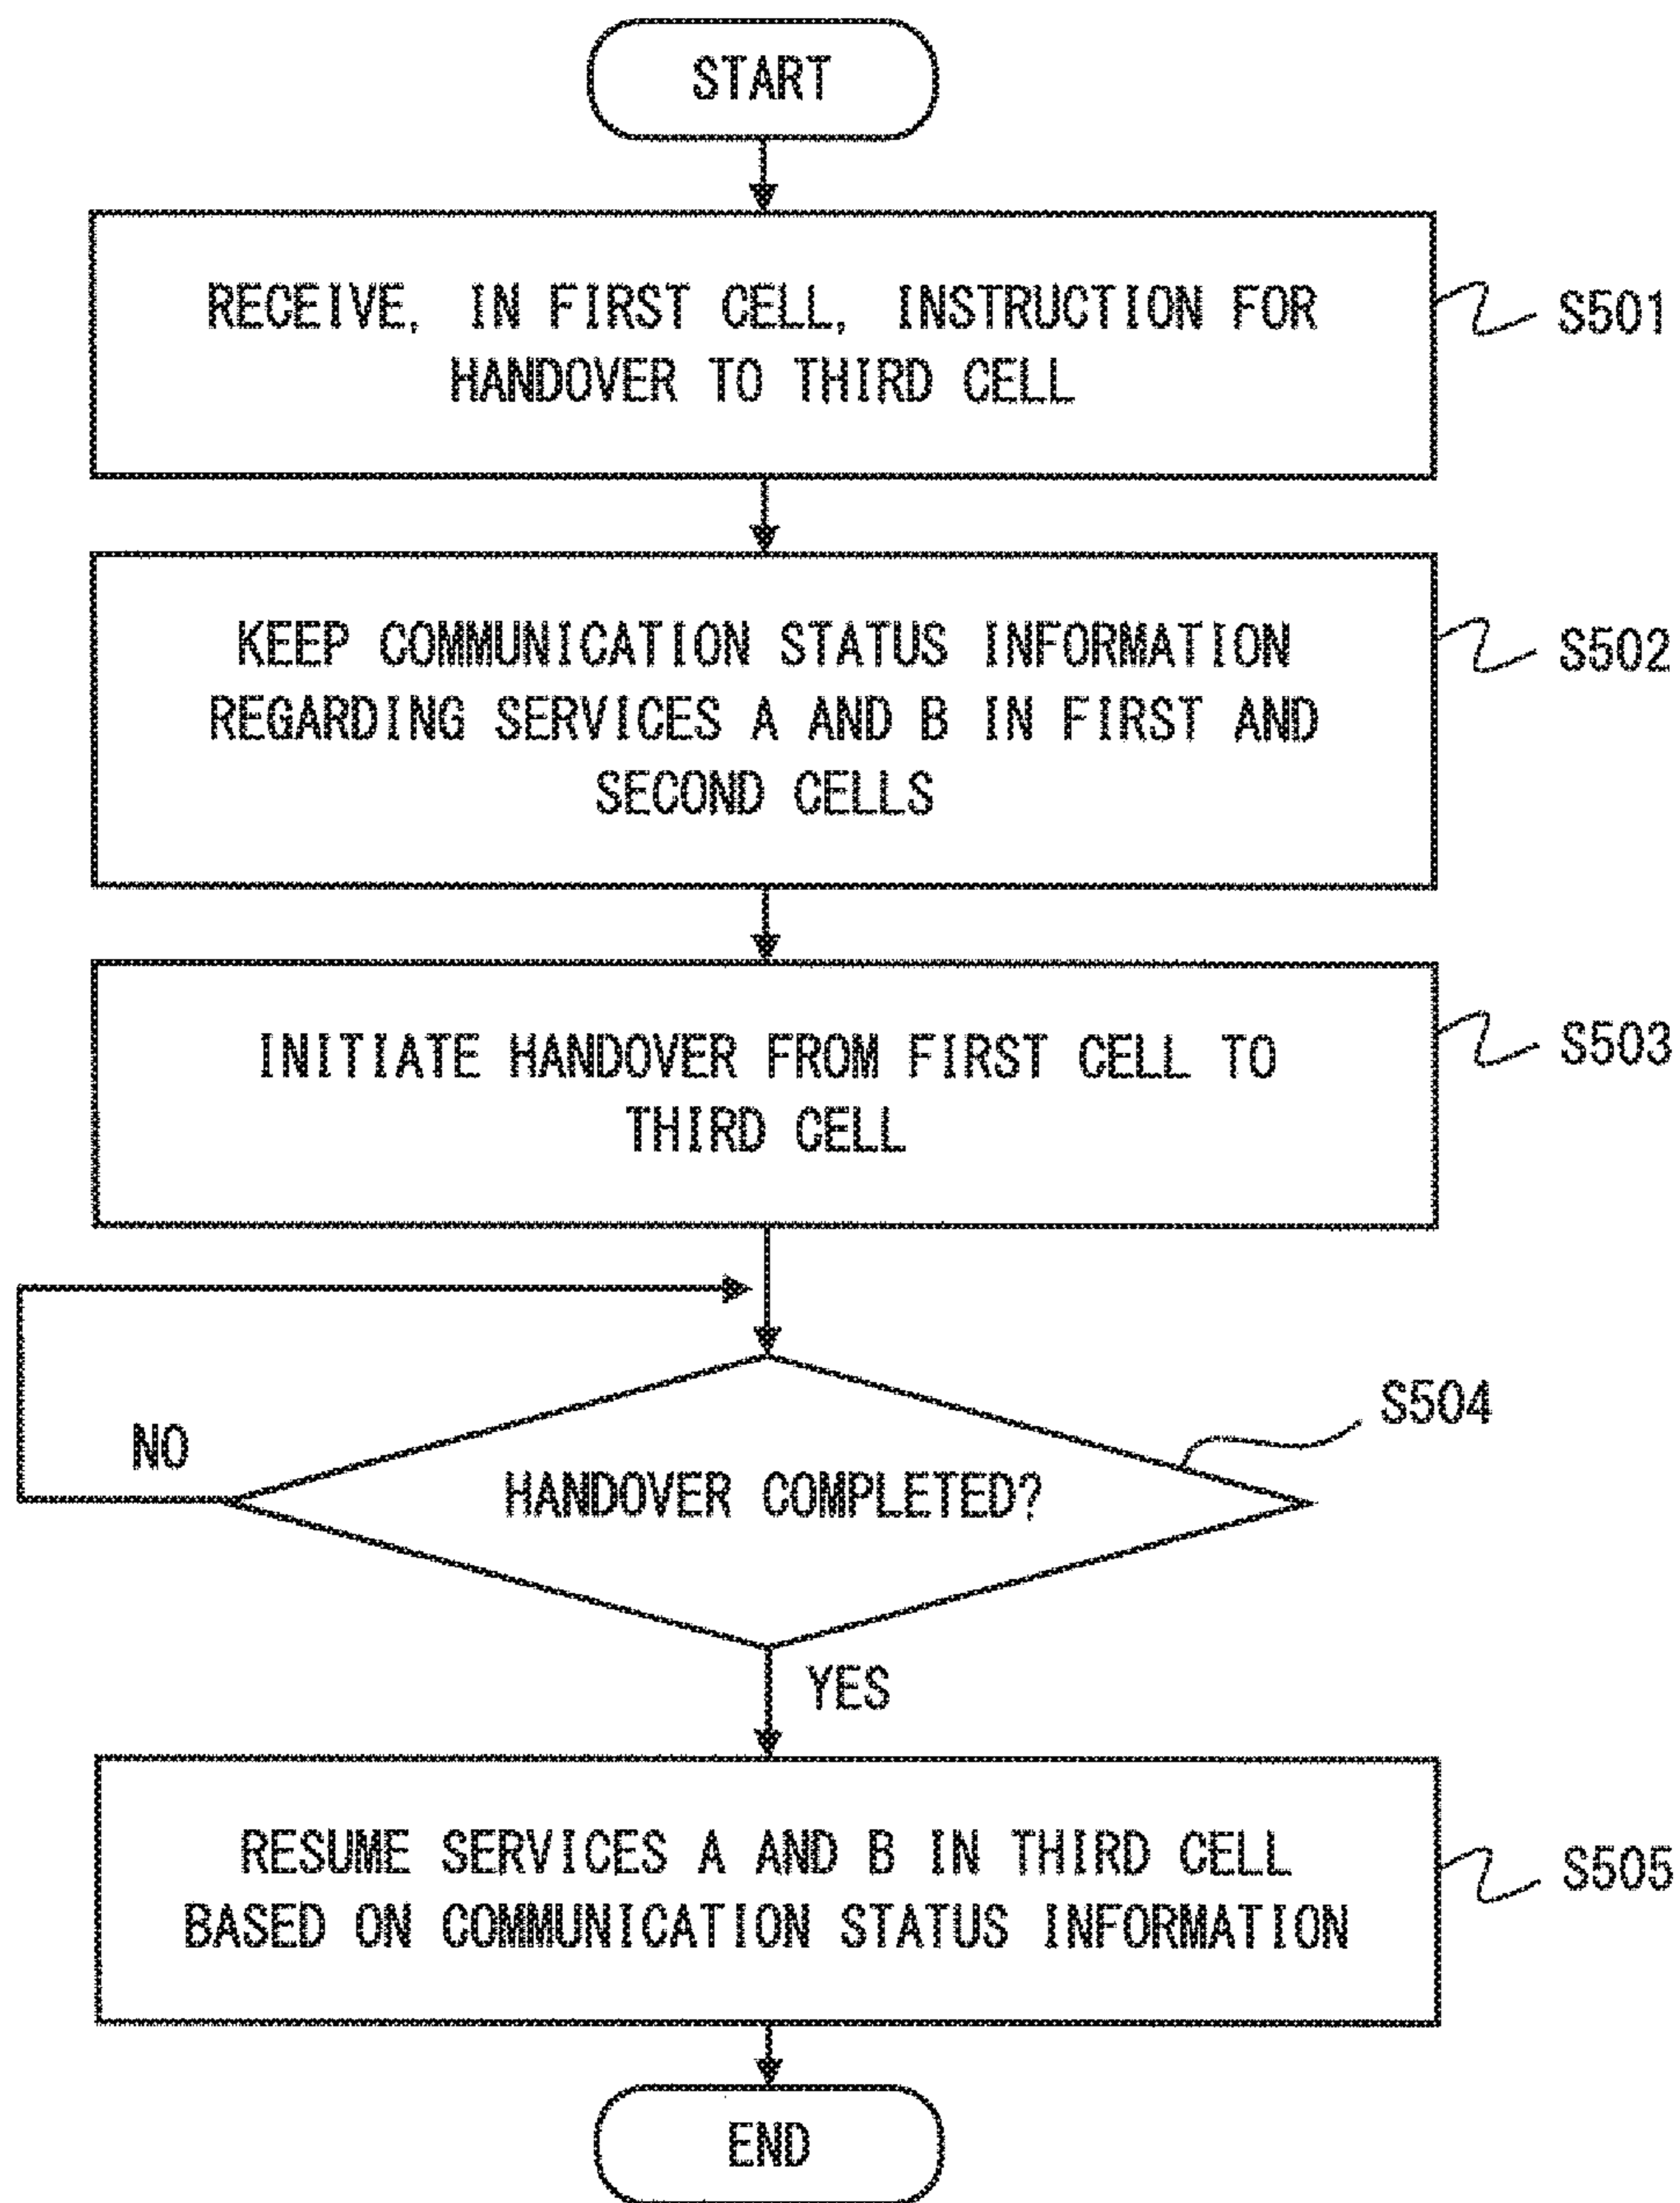 START
RECEIVE, IN FIRST CELL, INSTRUCTION FOR
HANDOVER TO THIRD CELL
S501
KEEP COMMUNICATION STATUS INFORMATION
REGARDING SERVICES A AND B IN FIRST AND
SECOND CELLS
S502
INITIATE HANDOVER FROM FIRST CELL TO
THIRD CELL
S503
S504
NO
HANDOVER COMPLETED?
YES
RESUME SERVICES A AND B IN THIRD CELL
BASED ON COMMUNICATION STATUS INFORMATION
S505
END